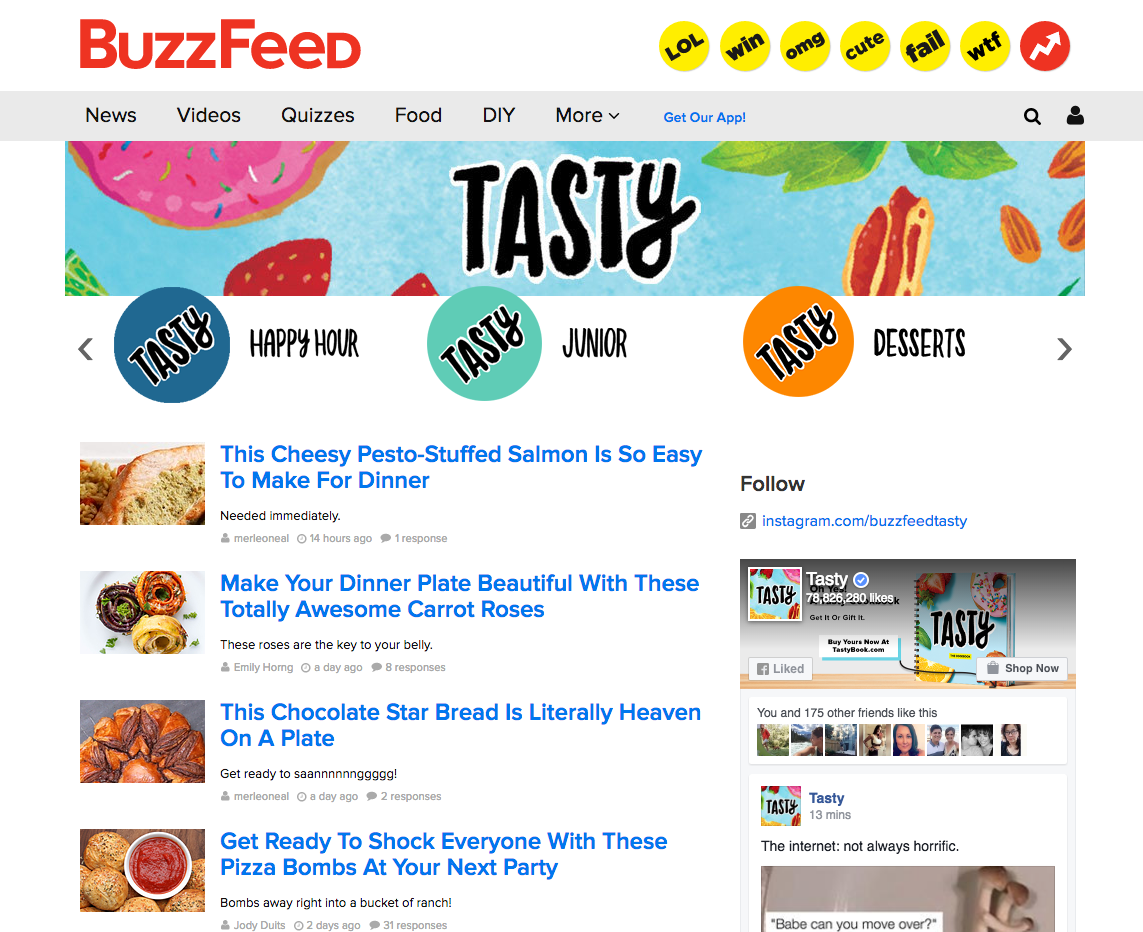 BuzzFeed
LOL
win
omg
cute
fail
wtf
News Videos Quizzes Food DIY More Get Our App!
TASTY
TASTY HAPPY HOUR
TASTY JUNIOR
TASTY DESSERTS
This Cheesy Pesto-Stuffed Salmon Is So Easy
To Make For Dinner
Needed immediately.
merleoneal 14 hours ago 1 response
Make Your Dinner Plate Beautiful With These
Totally Awesome Carrot Roses
These roses are the key to your belly.
Emily Horng a day ago 8 responses
This Chocolate Star Bread Is Literally Heaven
On A Plate
Get ready to saannnnnnggggg!
merleoneal a day ago 2 responses
Get Ready To Shock Everyone With These
Pizza Bombs At Your Next Party
Bombs away right into a bucket of ranch!
Jody Duits 2 days ago 31 responses
Follow
instagram.com/buzzfeedtasty
TASTY
Tasty
78,826,280 likes
Get It Or Gift It.
Buy Yours Now At
TastyBook.com
TASTY
Liked
Shop Now
You and 175 other friends like this
TASTY
Tasty
13 mins
The internet: not always horrific.
"Babe can you move over?"